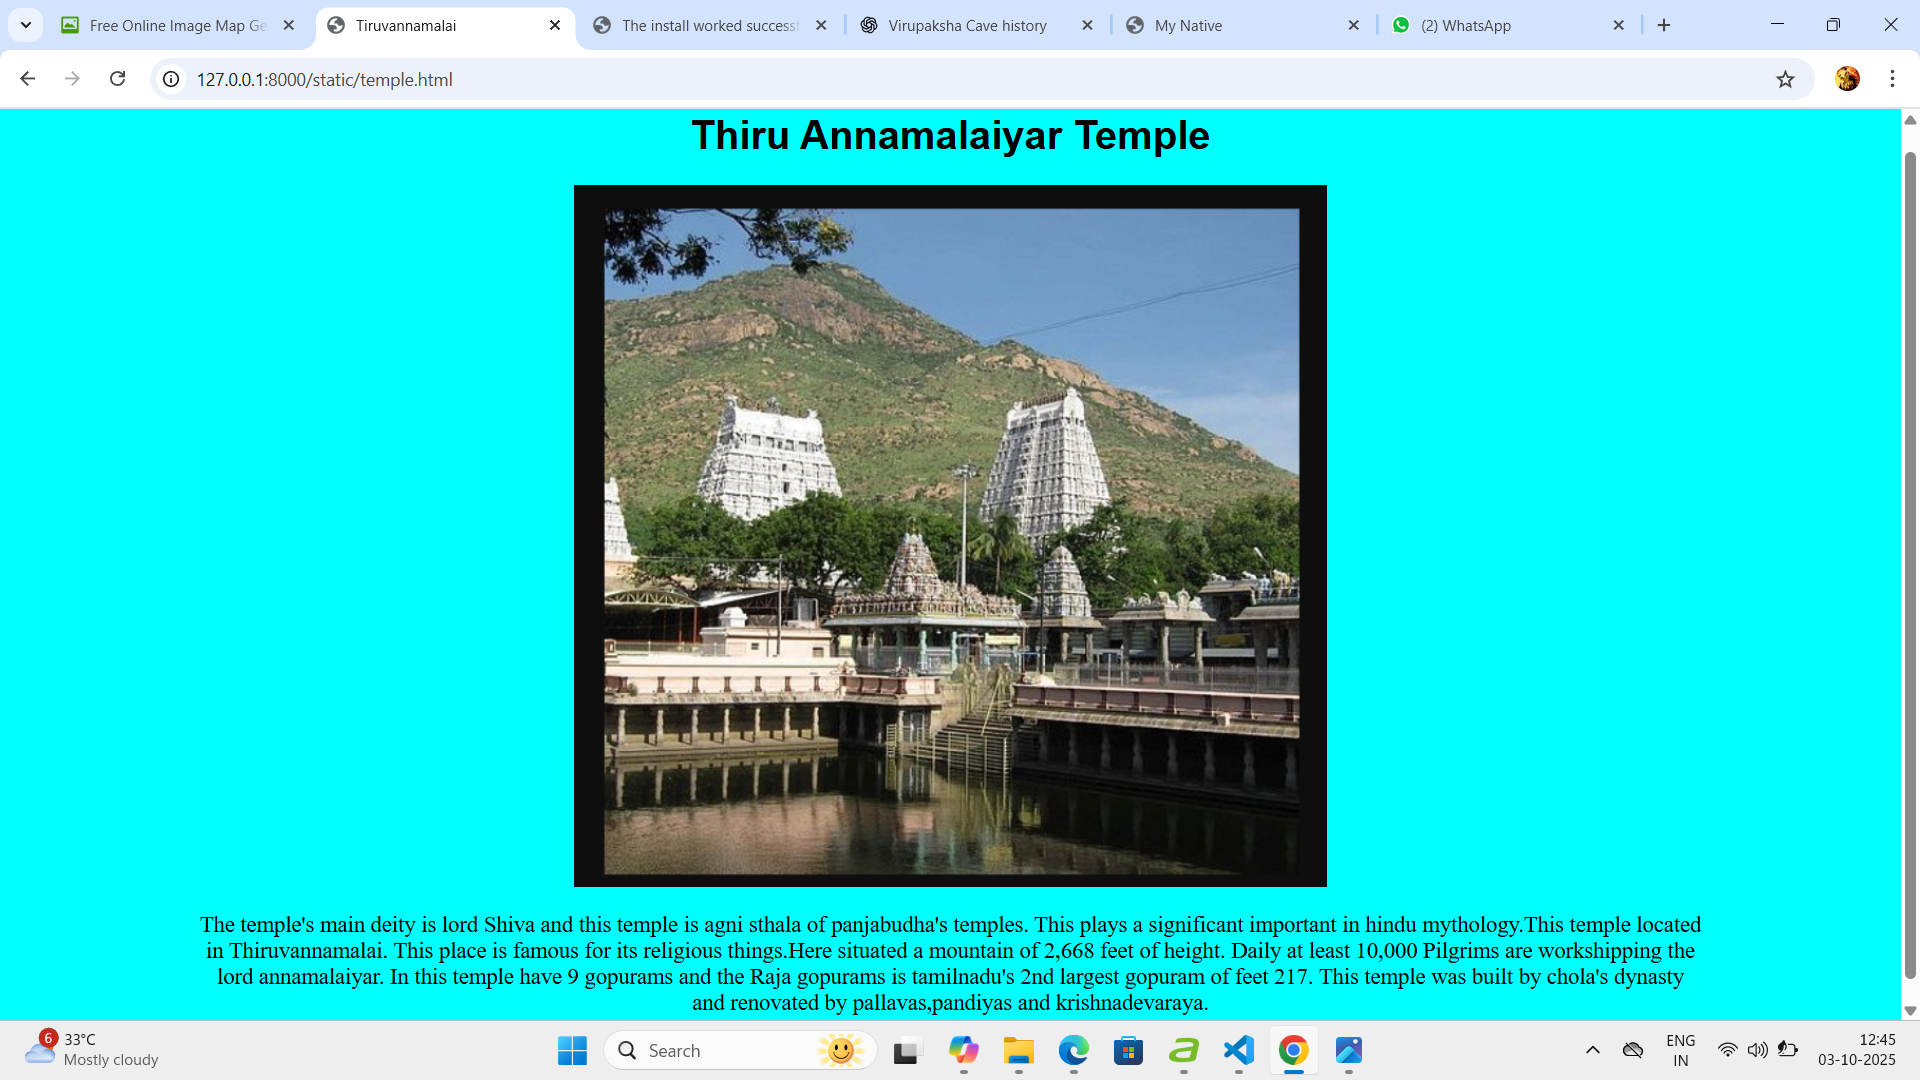 Free Online Image Map Ge
Tiruvannamalai
The install worked successf
Virupaksha Cave history
My Native
(2) WhatsApp
127.0.0.1:8000/static/temple.html
Thiru Annamalaiyar Temple
The temple's main deity is lord Shiva and this temple is agni sthala of panjabudha's temples. This plays a significant important in hindu mythology.This temple located
in Thiruvannamalai. This place is famous for its religious things.Here situated a mountain of 2,668 feet of height. Daily at least 10,000 Pilgrims are workshipping the
lord annamalaiyar. In this temple have 9 gopurams and the Raja gopurams is tamilnadu's 2nd largest gopuram of feet 217. This temple was built by chola's dynasty
and renovated by pallavas,pandiyas and krishnadevaraya.
6
33°C
Mostly cloudy
Search
ENG
IN
12:45
03-10-2025